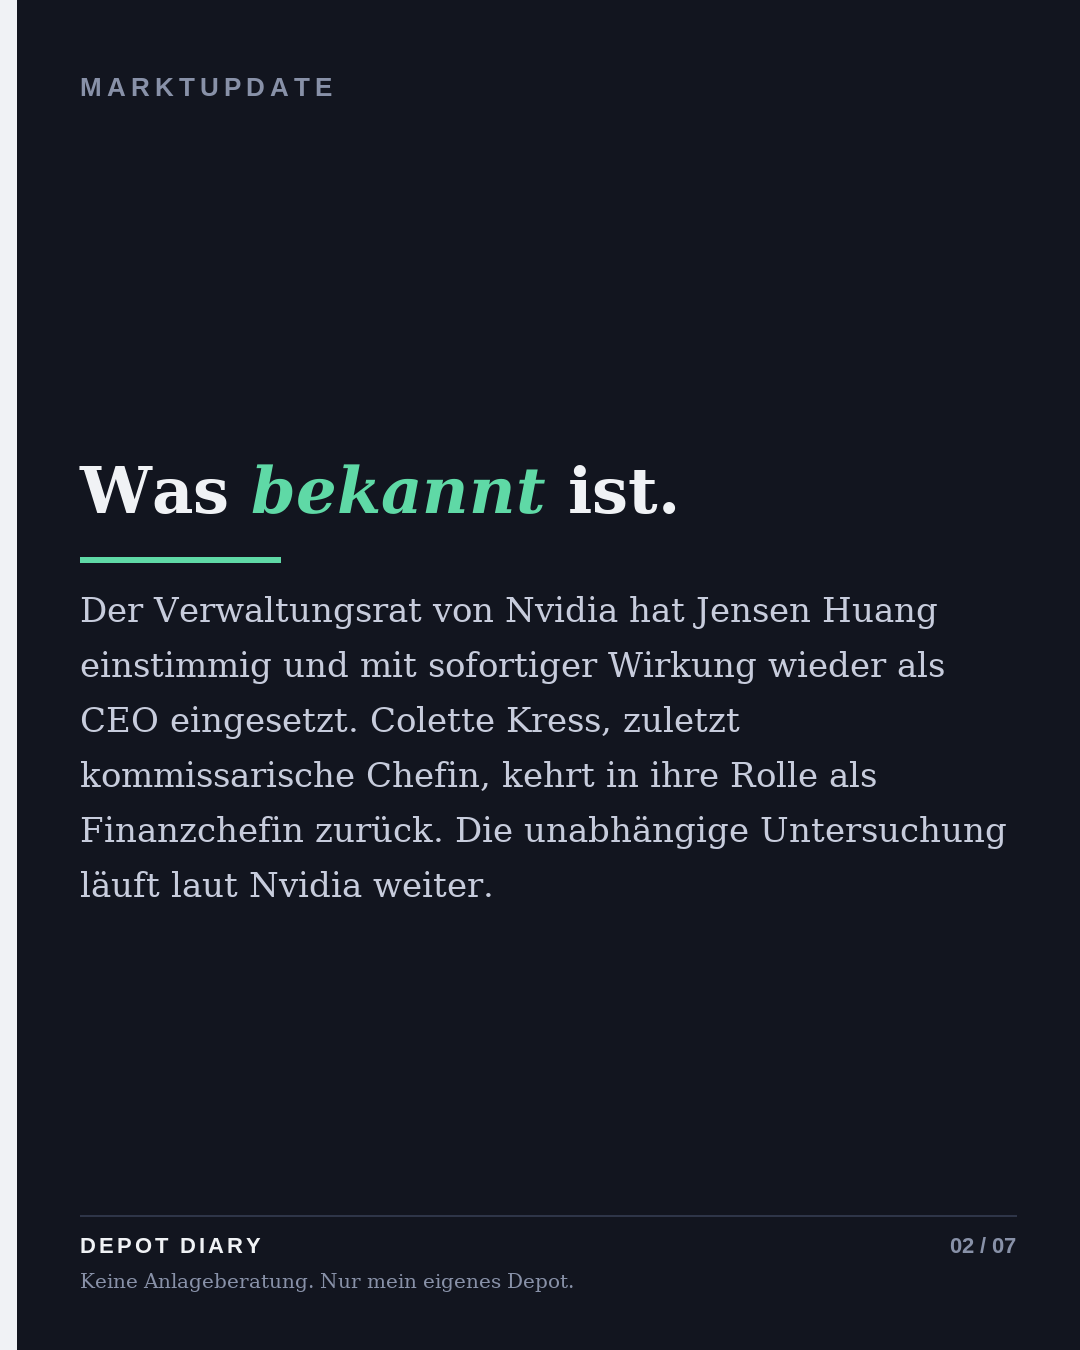 MARKTUPDATE
Was bekannt ist.
Der Verwaltungsrat von Nvidia hat Jensen Huang
einstimmig und mit sofortiger Wirkung wieder als
CEO eingesetzt. Colette Kress, zuletzt
kommissarische Chefin, kehrt in ihre Rolle als
Finanzchefin zurück. Die unabhängige Untersuchung
läuft laut Nvidia weiter.
DEPOT DIARY
02 / 07
Keine Anlageberatung. Nur mein eigenes Depot.